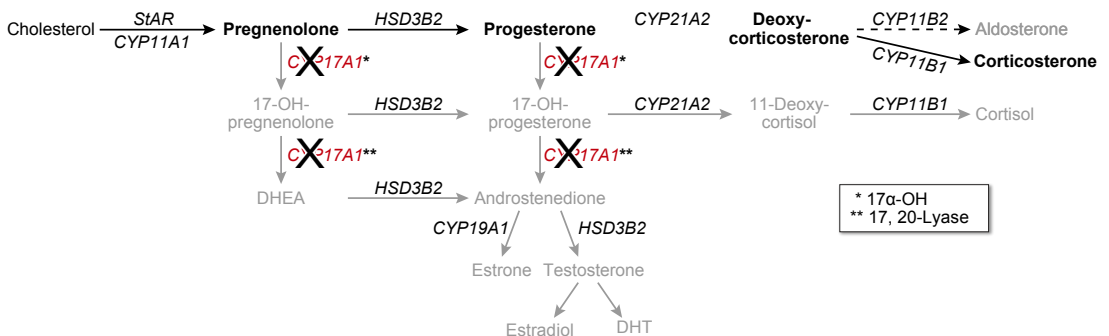 Cholesterol StAR CYP11A1 Pregnenolone HSD3B2 Progesterone CYP21A2 Deoxy-
corticosterone CYP11B2 Aldosterone
CYP11B1 Corticosterone
CYP17A1* CYP17A1*
17-OH-
pregnenolone HSD3B2 17-OH-
progesterone CYP21A2 11-Deoxy-
cortisol CYP11B1 Cortisol
CYP17A1** CYP17A1**
DHEA HSD3B2 Androstenedione
* 17α-OH
** 17, 20-Lyase
CYP19A1 HSD3B2
Estrone Testosterone
Estradiol DHT